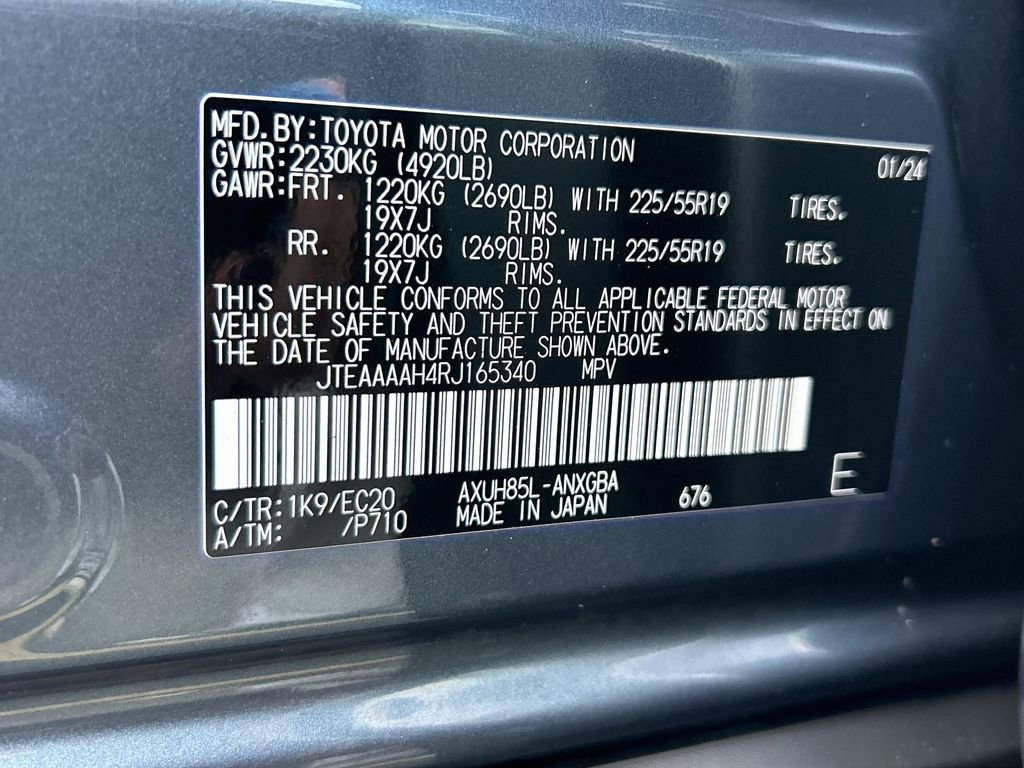 MFD.BY:TOYOTA MOTOR CORPORATION 01/24
GVWR:2230KG (4920LB)
GAWR:FRT. 1220KG (2690LB) WITH 225/55R19 TIRES.
19X7J RIMS.
RR. 1220KG (2690LB) WITH 225/55R19 TIRES.
19X7J RIMS.
THIS VEHICLE CONFORMS TO ALL APPLICABLE FEDERAL MOTOR
VEHICLE SAFETY AND THEFT PREVENTION STANDARDS IN EFFECT ON
THE DATE OF MANUFACTURE SHOWN ABOVE.
JTEAAAAH4RJ165340 MPV
C/TR:1K9/EC20 AXUH85L-ANXGBA 676 E
A/TM: /P710 MADE IN JAPAN